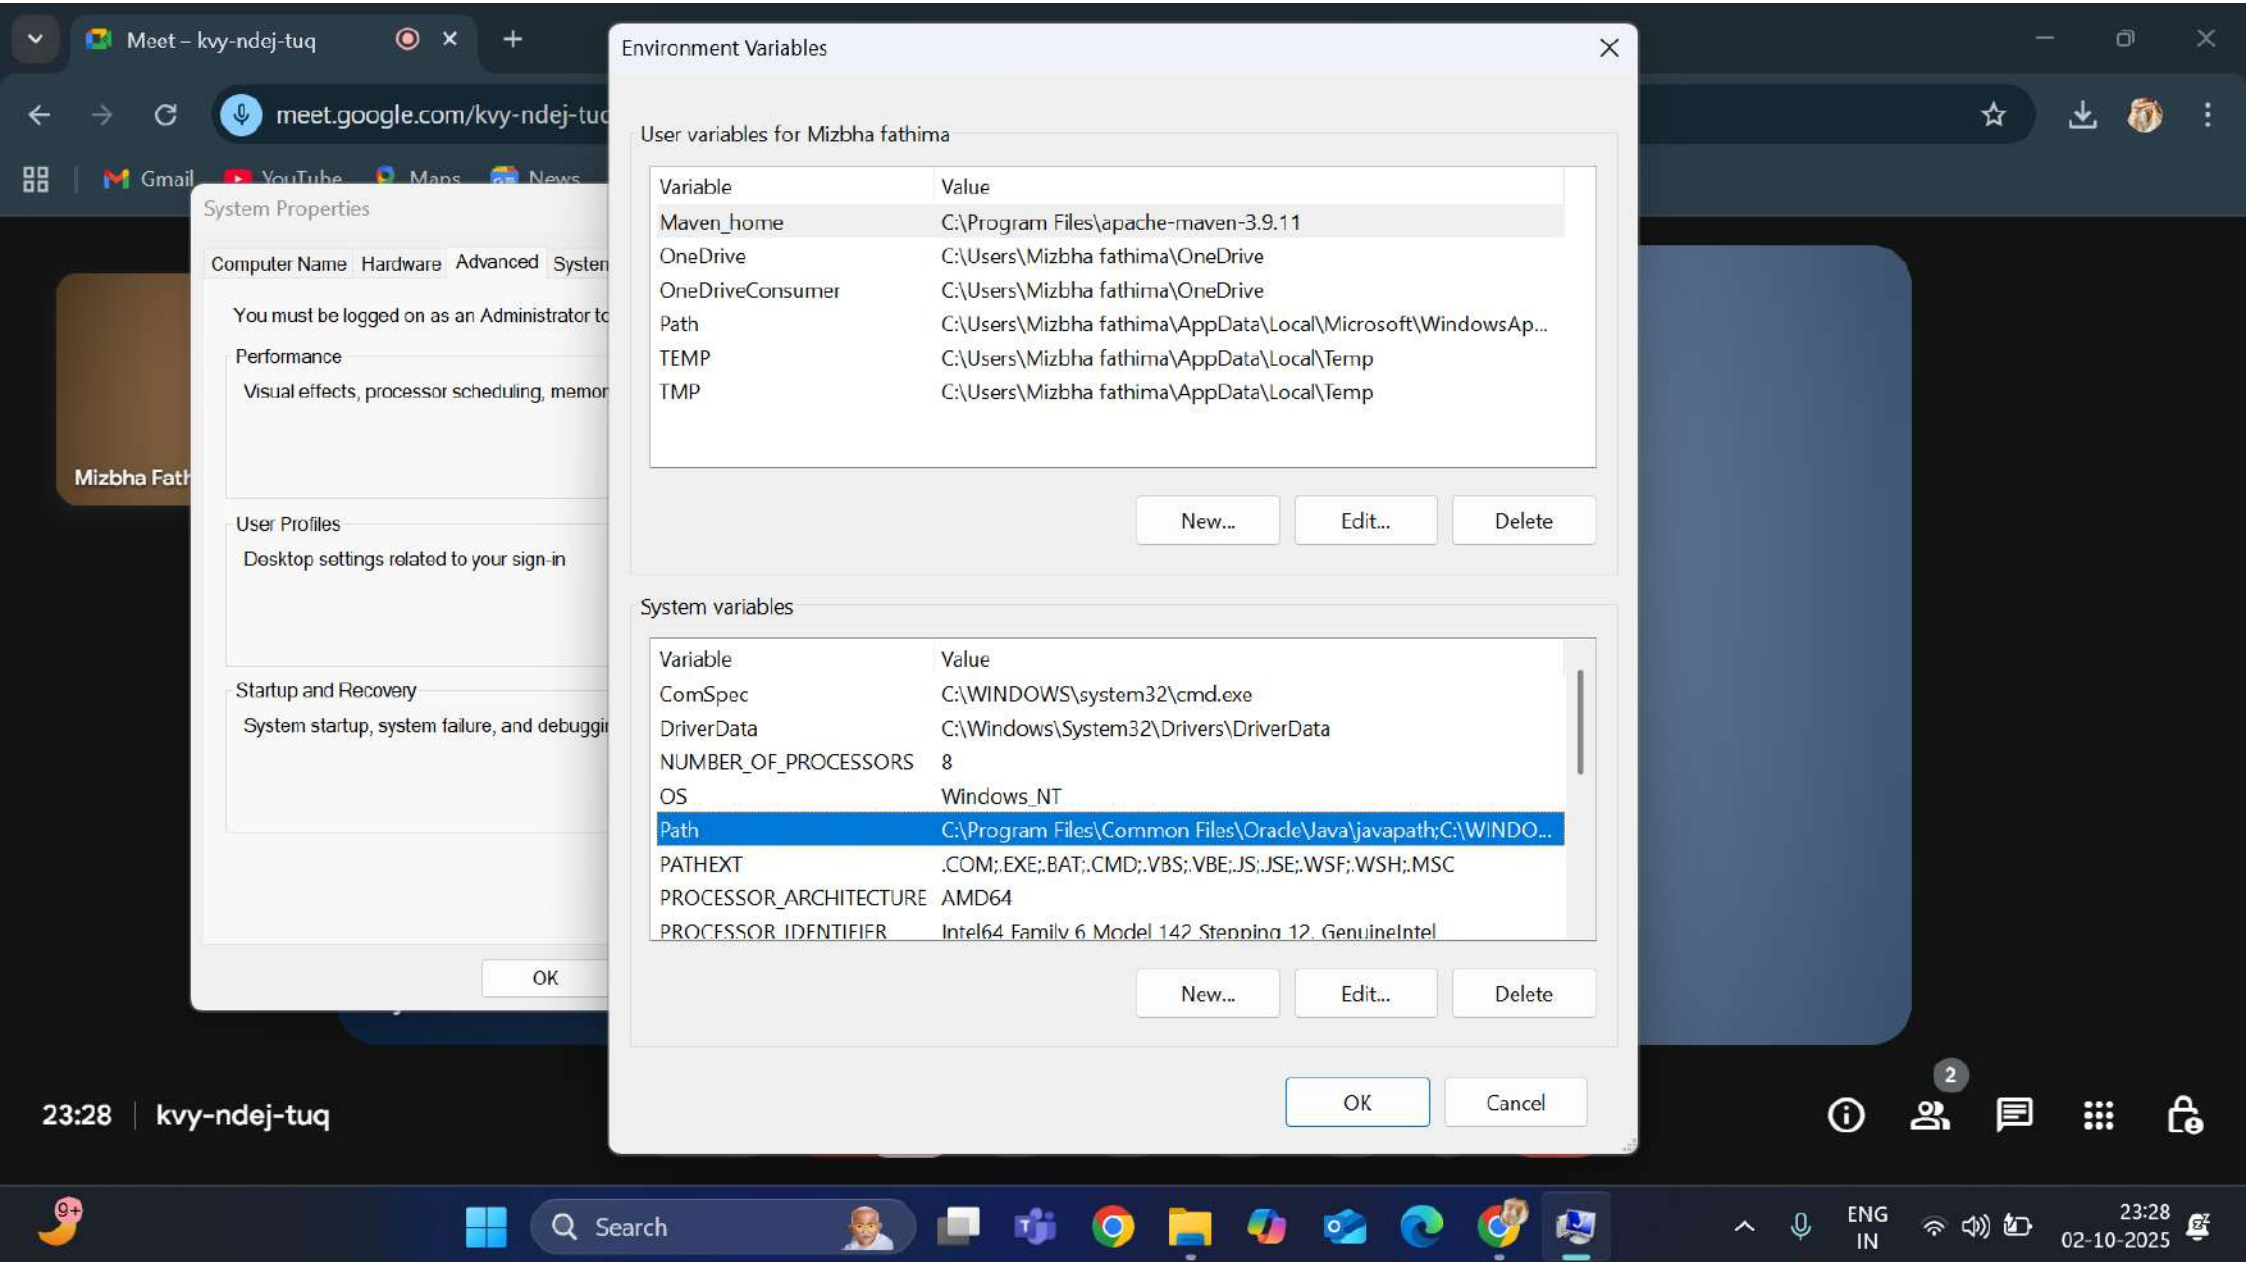 Meet – kvy-ndej-tuq
meet.google.com/kvy-ndej-tuq
Gmail
YouTube
Maps
News
System Properties
Computer Name
Hardware
Advanced
You must be logged on as an Administrator to
Performance
Visual effects, processor scheduling,
User Profiles
Desktop settings related to your sign-in
Startup and Recovery
System startup, system failure, and
OK
Mizbha
Environment Variables
User variables for Mizbha fathima
Variable Value
Maven_home C:\Program Files\apache-maven-3.9.11
OneDrive C:\Users\Mizbha fathima\OneDrive
OneDriveConsumer C:\Users\Mizbha fathima\OneDrive
Path C:\Users\Mizbha fathima\AppData\Local\Microsoft\WindowsAp...
TEMP C:\Users\Mizbha fathima\AppData\Local\Temp
TMP C:\Users\Mizbha fathima\AppData\Local\Temp
New... Edit... Delete
System variables
Variable Value
ComSpec C:\WINDOWS\system32\cmd.exe
DriverData C:\Windows\System32\Drivers\DriverData
NUMBER_OF_PROCESSORS 8
OS Windows_NT
Path C:\Program Files\Common Files\Oracle\Java\javapath;C:\WINDO...
PATHEXT .COM;.EXE;.BAT;.CMD;.VBS;.VBE;.JS;.JSE;.WSF;.WSH;.MSC
PROCESSOR_ARCHITECTURE AMD64
PROCESSOR_IDENTIFIER Intel64 Family 6 Model 142 Stepping 12, GenuineIntel
New... Edit... Delete
OK Cancel
23:28 kvy-ndej-tuq
2
9+
Search
ENG
IN
23:28
02-10-2025